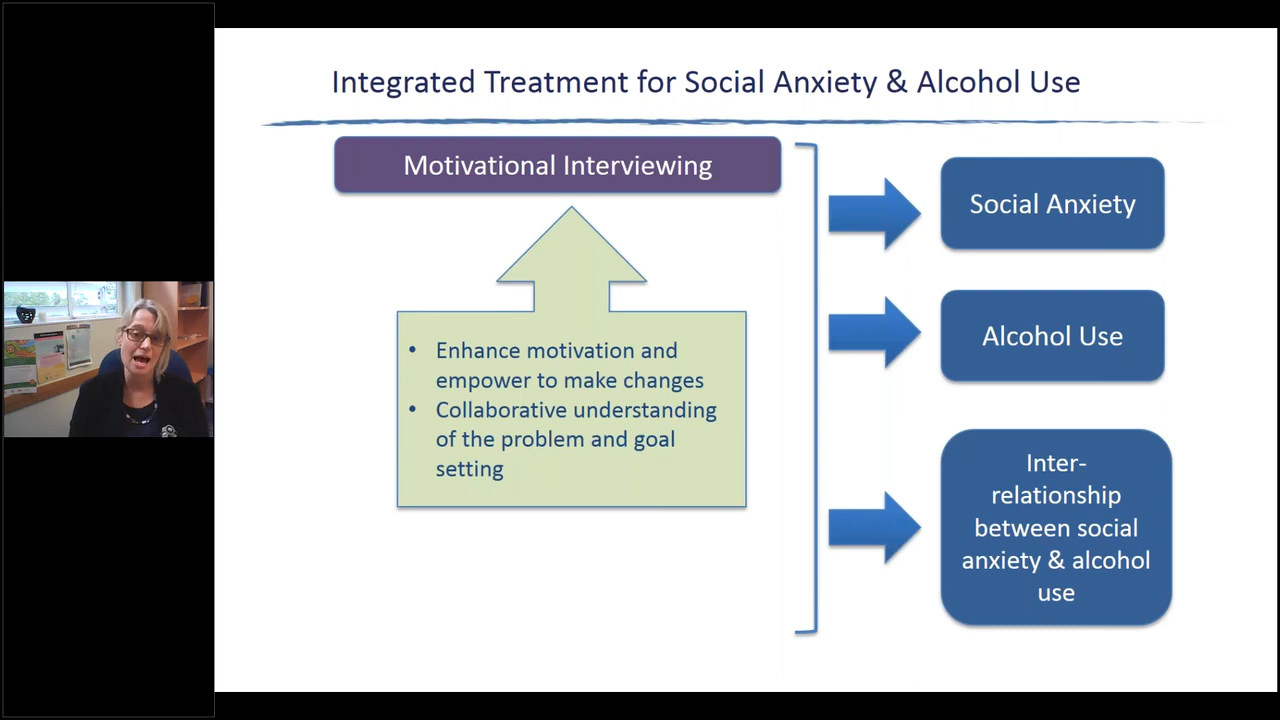 Integrated Treatment for Social Anxiety & Alcohol Use
Motivational Interviewing
• Enhance motivation and
empower to make changes
• Collaborative understanding
of the problem and goal
setting
Social Anxiety
Alcohol Use
Inter-
relationship
between social
anxiety & alcohol
use